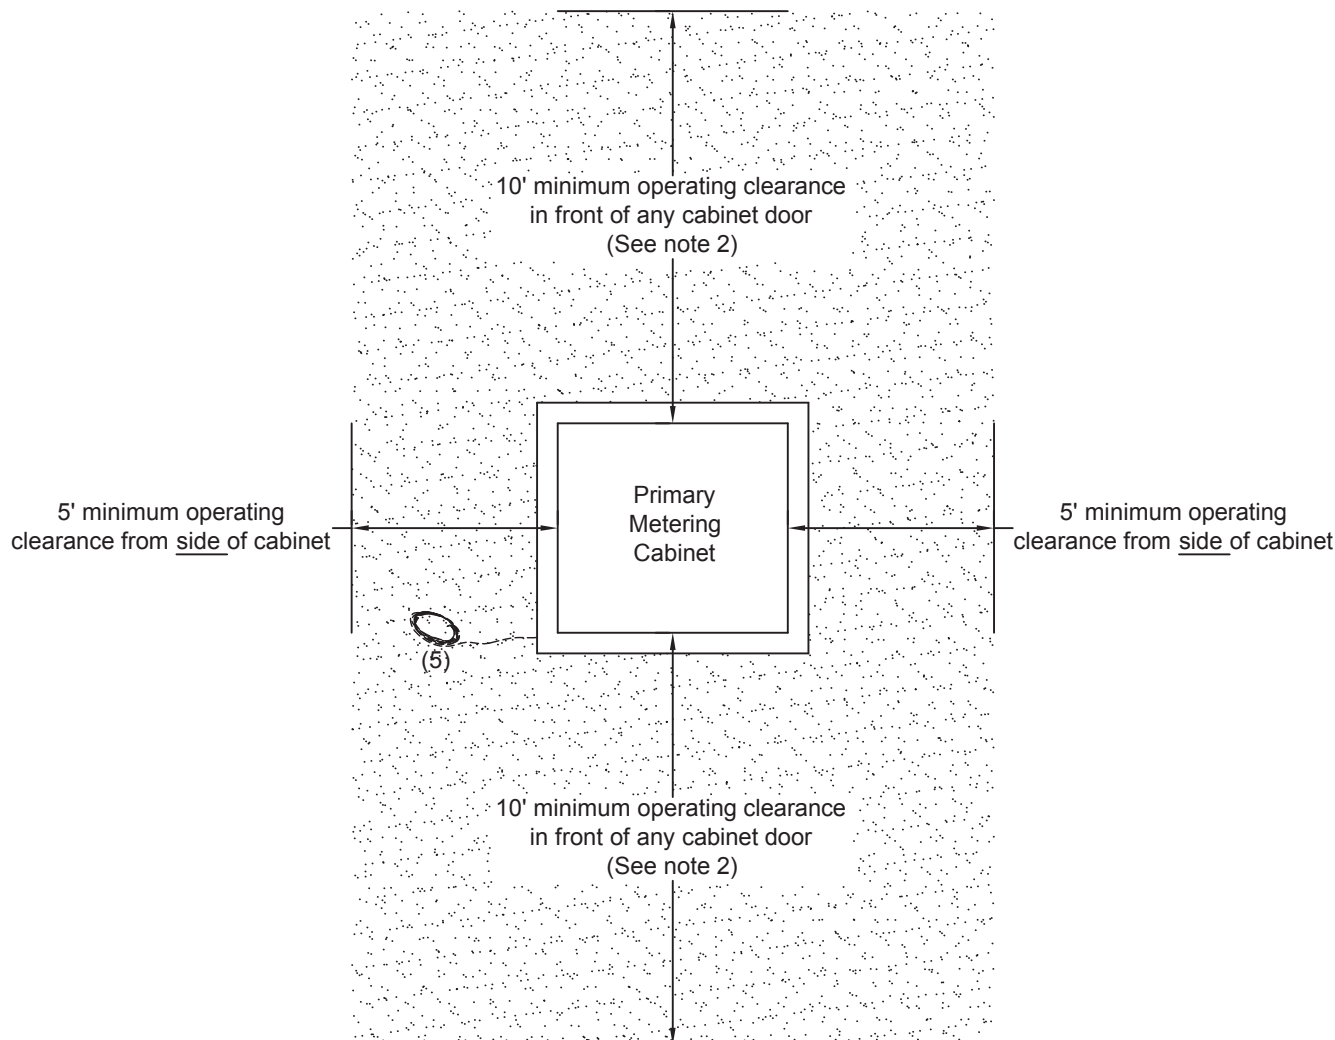 10' minimum operating clearance
in front of any cabinet door
(See note 2)
Primary
Metering
Cabinet
5' minimum operating
clearance from side of cabinet
5' minimum operating
clearance from side of cabinet
(5)
10' minimum operating clearance
in front of any cabinet door
(See note 2)